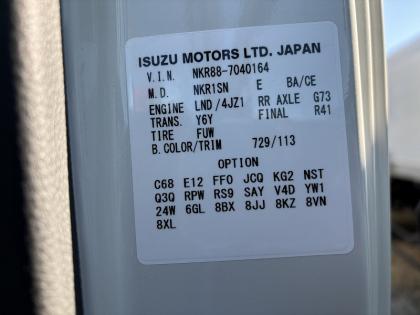 ISUZU MOTORS LTD. JAPAN
V.I.N. NKR88-7040164
M.D. NKR1SN E BA/CE
ENGINE LND/4JZ1 RR AXLE G73
TRANS. Y6Y FINAL R41
TIRE FUW
B.COLOR/TRIM 729/113
OPTION
C68 E12 FF0 JCQ KG2 NST
Q3Q RPW RS9 SAY V4D YW1
24W 6GL 8BX 8JJ 8KZ 8VN
8XL